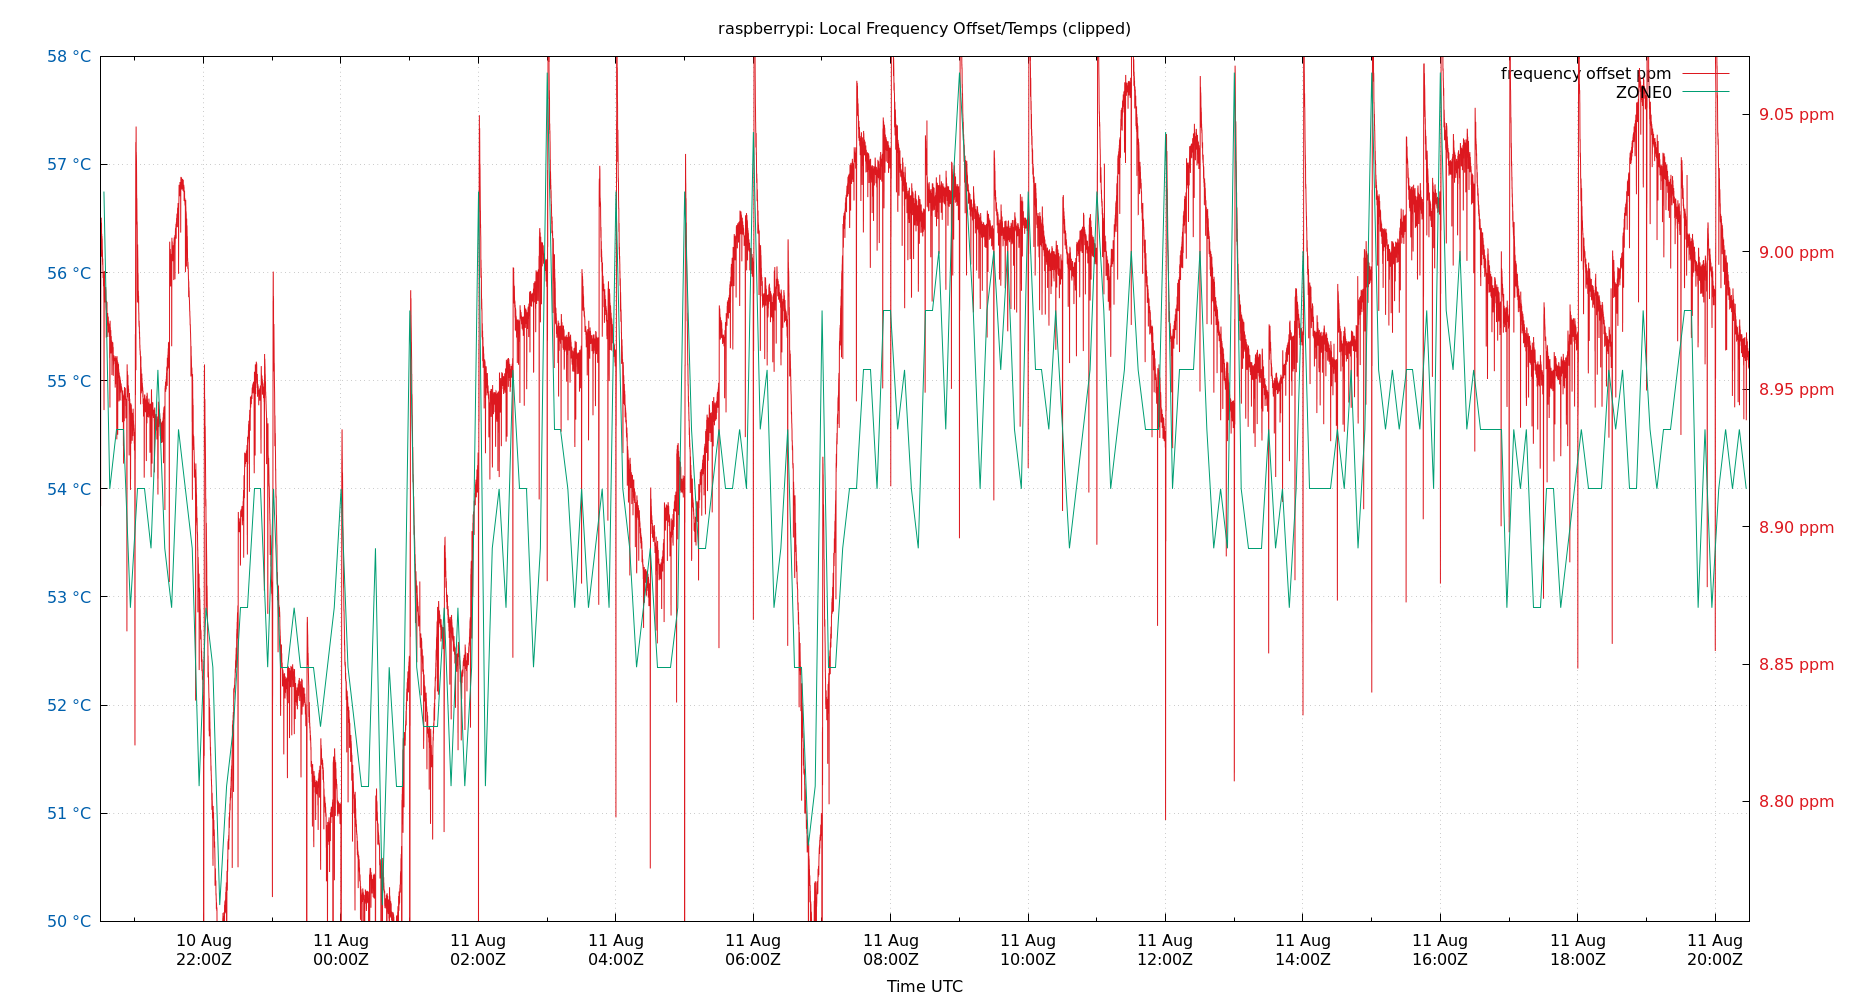 raspberrypi: Local Frequency Offset/Temps (clipped)
58 °C
57 °C
56 °C
55 °C
54 °C
53 °C
52 °C
51 °C
50 °C
frequency offset ppm
ZONE0
9.05 ppm
9.00 ppm
8.95 ppm
8.90 ppm
8.85 ppm
8.80 ppm
10 Aug 11 Aug 11 Aug 11 Aug 11 Aug 11 Aug 11 Aug 11 Aug 11 Aug 11 Aug 11 Aug 11 Aug
22:00Z 00:00Z 02:00Z 04:00Z 06:00Z 08:00Z 10:00Z 12:00Z 14:00Z 16:00Z 18:00Z 20:00Z
Time UTC